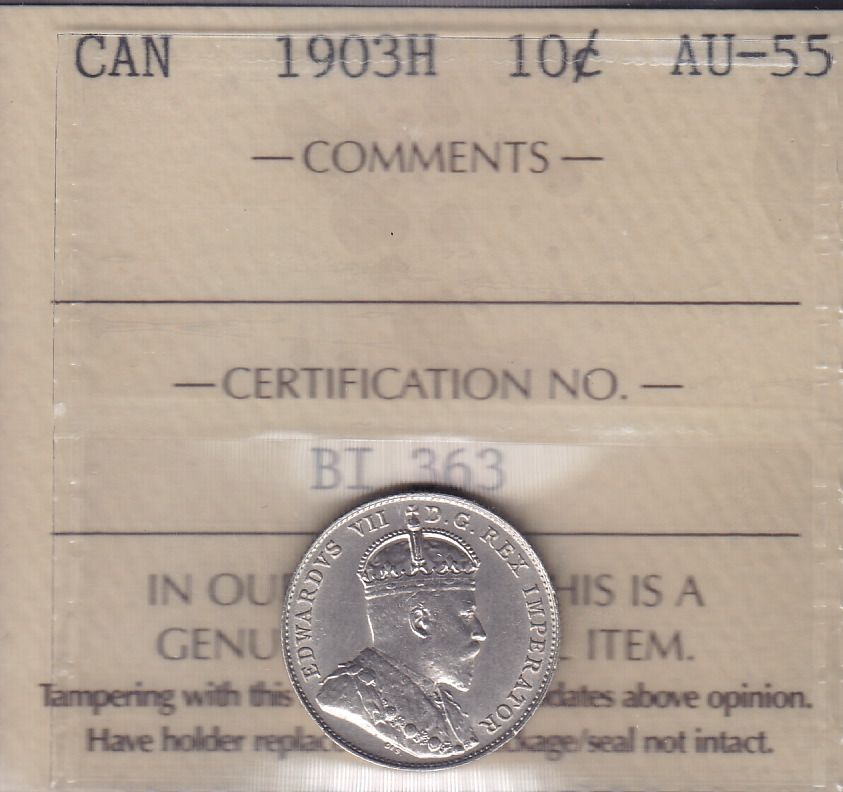 CAN 1903H 10¢ AU-55
— COMMENTS —
— CERTIFICATION NO. —
BI 363
EDWARDVS VII D.G. REX IMPERATOR
IN OU HIS IS A
GENU ITEM.
Tampering with this dates above opinion.
Have holder replac kage/seal not intact.